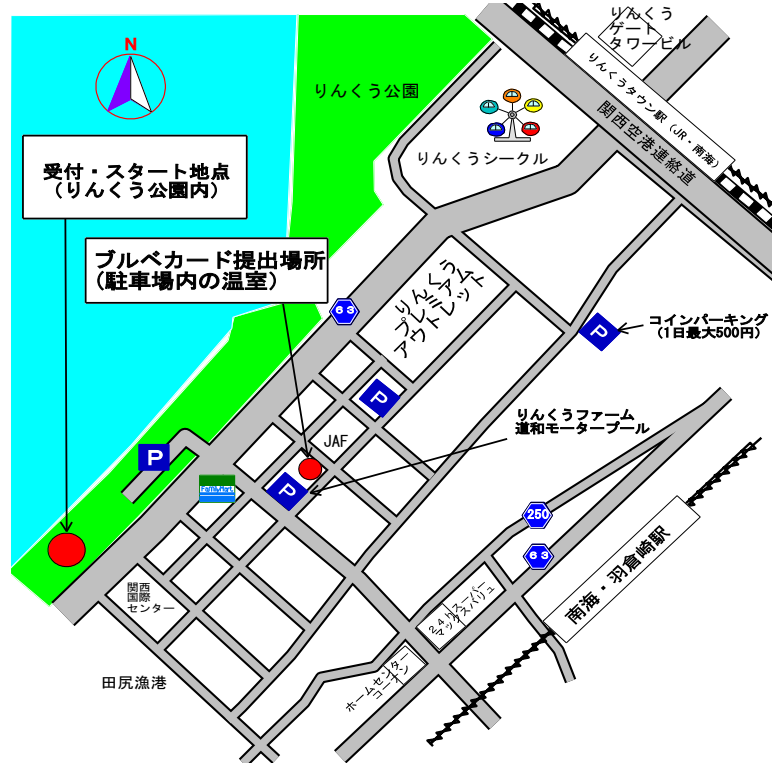 りんくう
ゲート
タワービル
N
りんくう公園
りんくうタウン駅（JR・南海）
関西空港連絡道
りんくうシークル
受付・スタート地点
（りんくう公園内）
ブルベカード提出場所
（駐車場内の温室）
りんくう
プレミアム
アウトレット
63
P
コインパーキング
（1日最大500円）
P
りんくうファーム
道和モータープール
JAF
P
FamilyMart
P
250
63
関西
国際
センター
24hスーパー
マックスバリュ
南海・羽倉崎駅
ホームセンター
コーナン
田尻漁港